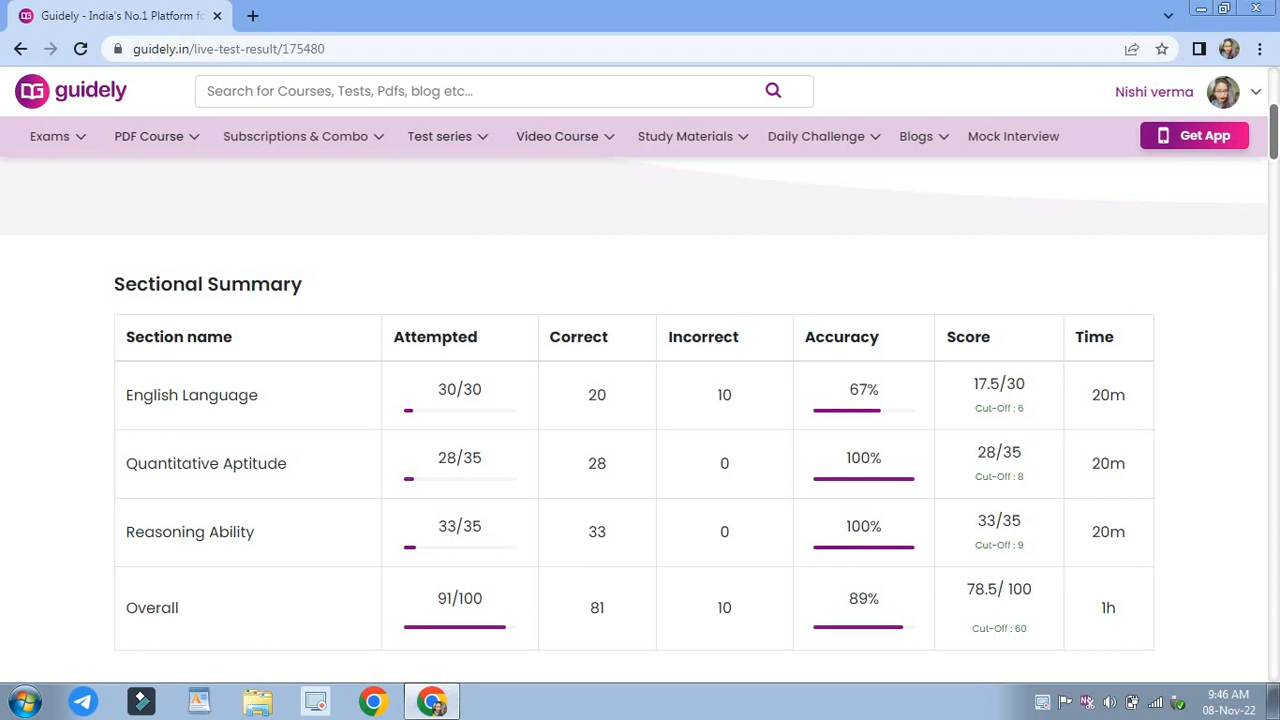 Guidely - India's No.1 Platform fo
guidely.in/live-test-result/175480
guidely
Search for Courses, Tests, Pdfs, blog etc...
Nishi verma
Exams PDF Course Subscriptions & Combo Test series Video Course Study Materials Daily Challenge Blogs Mock Interview Get App
Sectional Summary
Section name Attempted Correct Incorrect Accuracy Score Time
English Language 30/30 20 10 67% 17.5/30 20m
Cut-Off : 6
Quantitative Aptitude 28/35 28 0 100% 28/35 20m
Cut-Off : 8
Reasoning Ability 33/35 33 0 100% 33/35 20m
Cut-Off : 9
Overall 91/100 81 10 89% 78.5/ 100 1h
Cut-Off : 60
9:46 AM
08-Nov-22